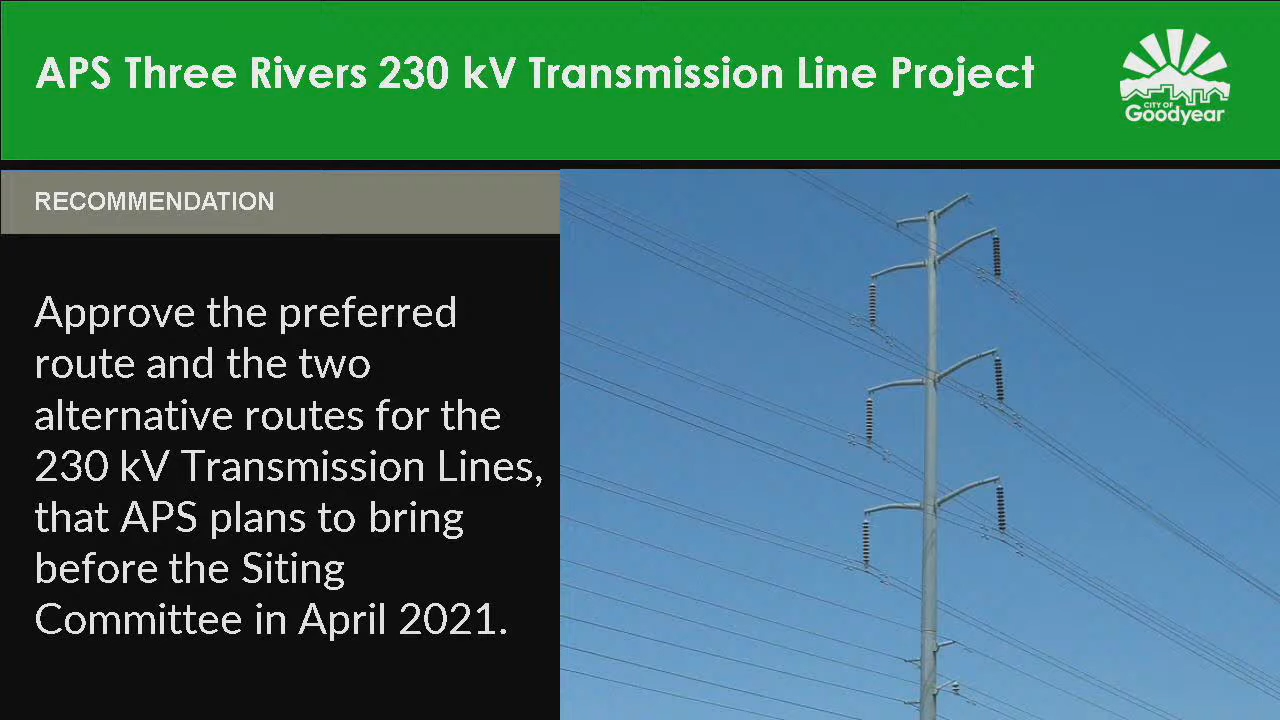 APS Three Rivers 230 kV Transmission Line Project
CITY OF
Goodyear
RECOMMENDATION
Approve the preferred
route and the two
alternative routes for the
230 kV Transmission Lines,
that APS plans to bring
before the Siting
Committee in April 2021.